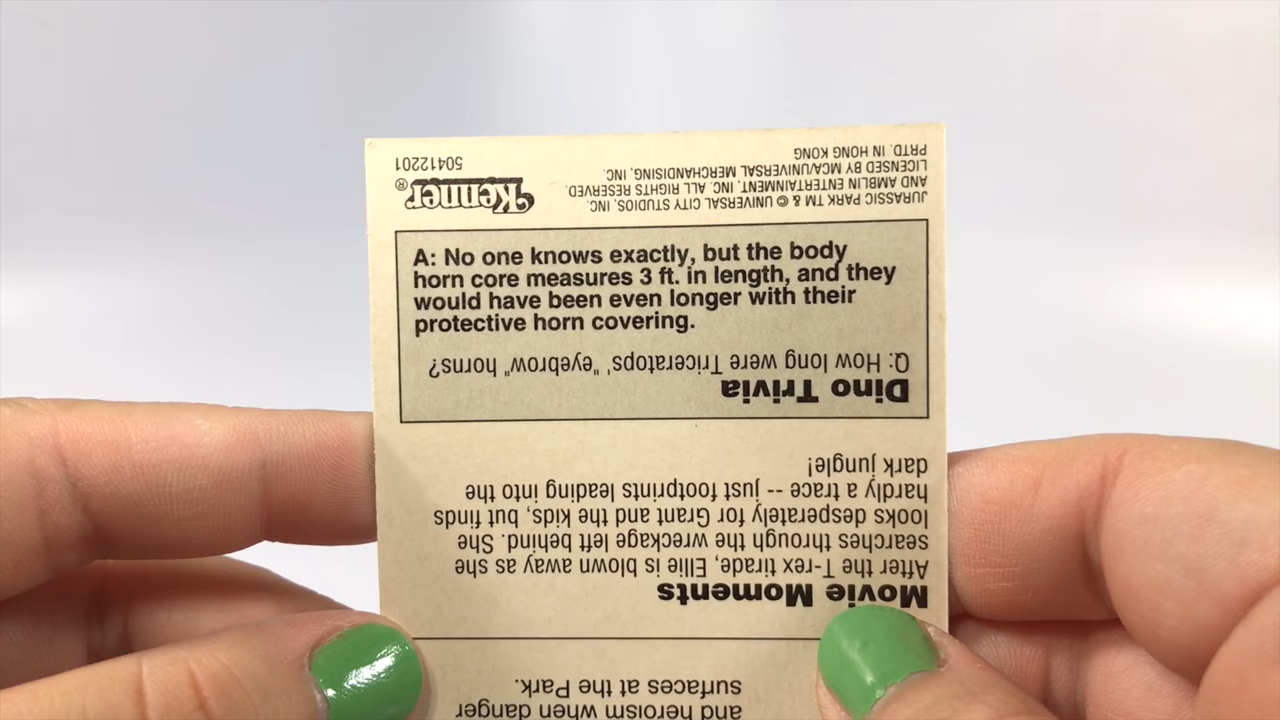 and heroism when danger
surfaces at the Park.
Movie Moments
After the T-rex tirade, Ellie is blown away as she
searches through the wreckage left behind. She
looks desperately for Grant and the kids, but finds
hardly a trace -- just footprints leading into the
dark jungle!
Dino Trivia
Q: How long were Triceratops' "eyebrow" horns?
A: No one knows exactly, but the body
horn core measures 3 ft. in length, and they
would have been even longer with their
protective horn covering.
JURASSIC PARK TM & © UNIVERSAL CITY STUDIOS, INC.
AND AMBLIN ENTERTAINMENT, INC. ALL RIGHTS RESERVED.
LICENSED BY MCA/UNIVERSAL MERCHANDISING, INC.
PRTD. IN HONG KONG
Kenner®
50412201